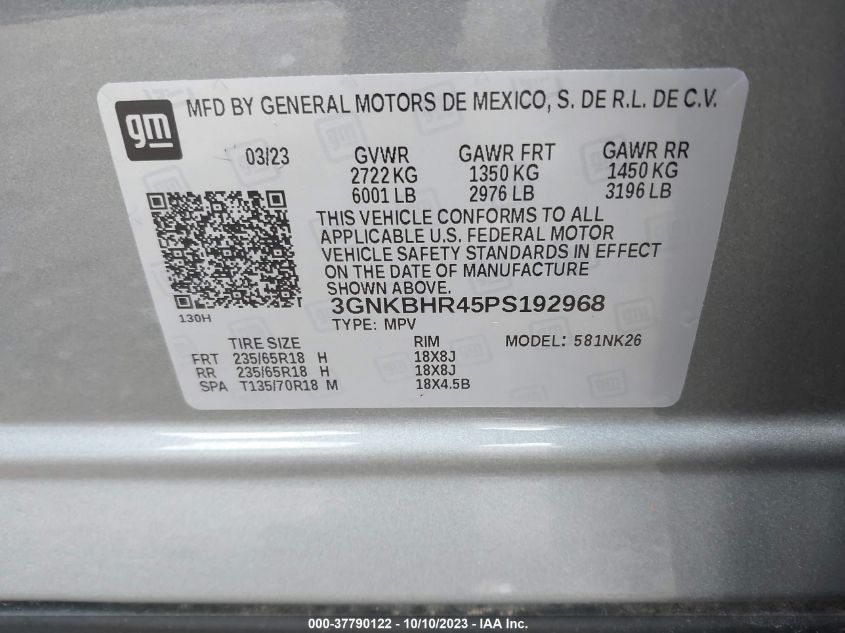 gm
MFD BY GENERAL MOTORS DE MEXICO, S. DE R.L. DE C.V.
03/23 GVWR GAWR FRT GAWR RR
2722 KG 1350 KG 1450 KG
6001 LB 2976 LB 3196 LB
THIS VEHICLE CONFORMS TO ALL
APPLICABLE U.S. FEDERAL MOTOR
VEHICLE SAFETY STANDARDS IN EFFECT
ON THE DATE OF MANUFACTURE
SHOWN ABOVE.
3GNKBHR45PS192968
130H
TYPE: MPV
TIRE SIZE RIM MODEL: 581NK26
FRT 235/65R18 H 18X8J
RR 235/65R18 H 18X8J
SPA T135/70R18 M 18X4.5B
000-37790122 - 10/10/2023 - IAA Inc.